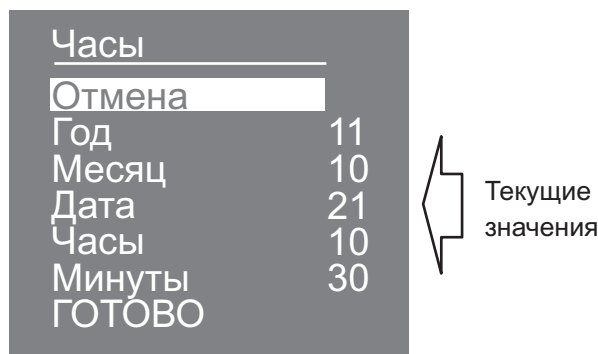 Часы
Отмена
Год 11
Месяц 10
Дата 21
Часы 10
Минуты 30
ГОТОВО
Текущие
значения